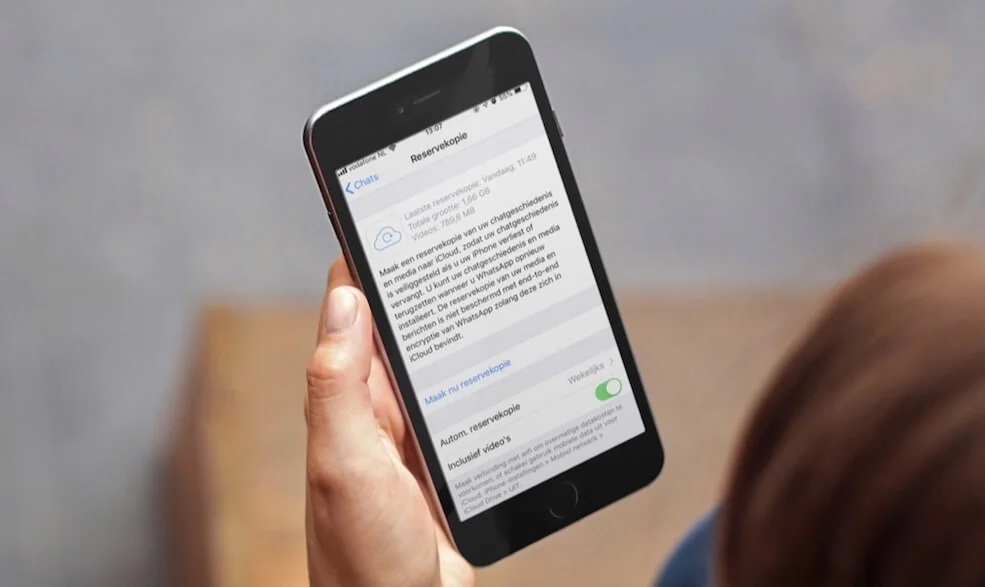 vodafone NL 13:07 55%
Chats Reservekopie
Laatste reservekopie: Vandaag, 11:49
Totale grootte: 1,66 GB
Video's: 789,6 MB
Maak een reservekopie van uw chatgeschiedenis
en media naar iCloud, zodat uw chatgeschiedenis
is veiliggesteld als u uw iPhone verliest of
vervangt. U kunt uw chatgeschiedenis en media
terugzetten wanneer u WhatsApp opnieuw
installeert. De reservekopie van uw media en
berichten is niet beschermd met end-to-end
encryptie van WhatsApp zolang deze zich in
iCloud bevindt.
Maak nu reservekopie
Autom. reservekopie Wekelijks
Inclusief video's
Maak verbinding met wifi om overmatige datakosten te
voorkomen, of schakel gebruik mobiele data uit voor
iCloud: iPhone-instellingen > Mobiel netwerk >
iCloud Drive > UIT.